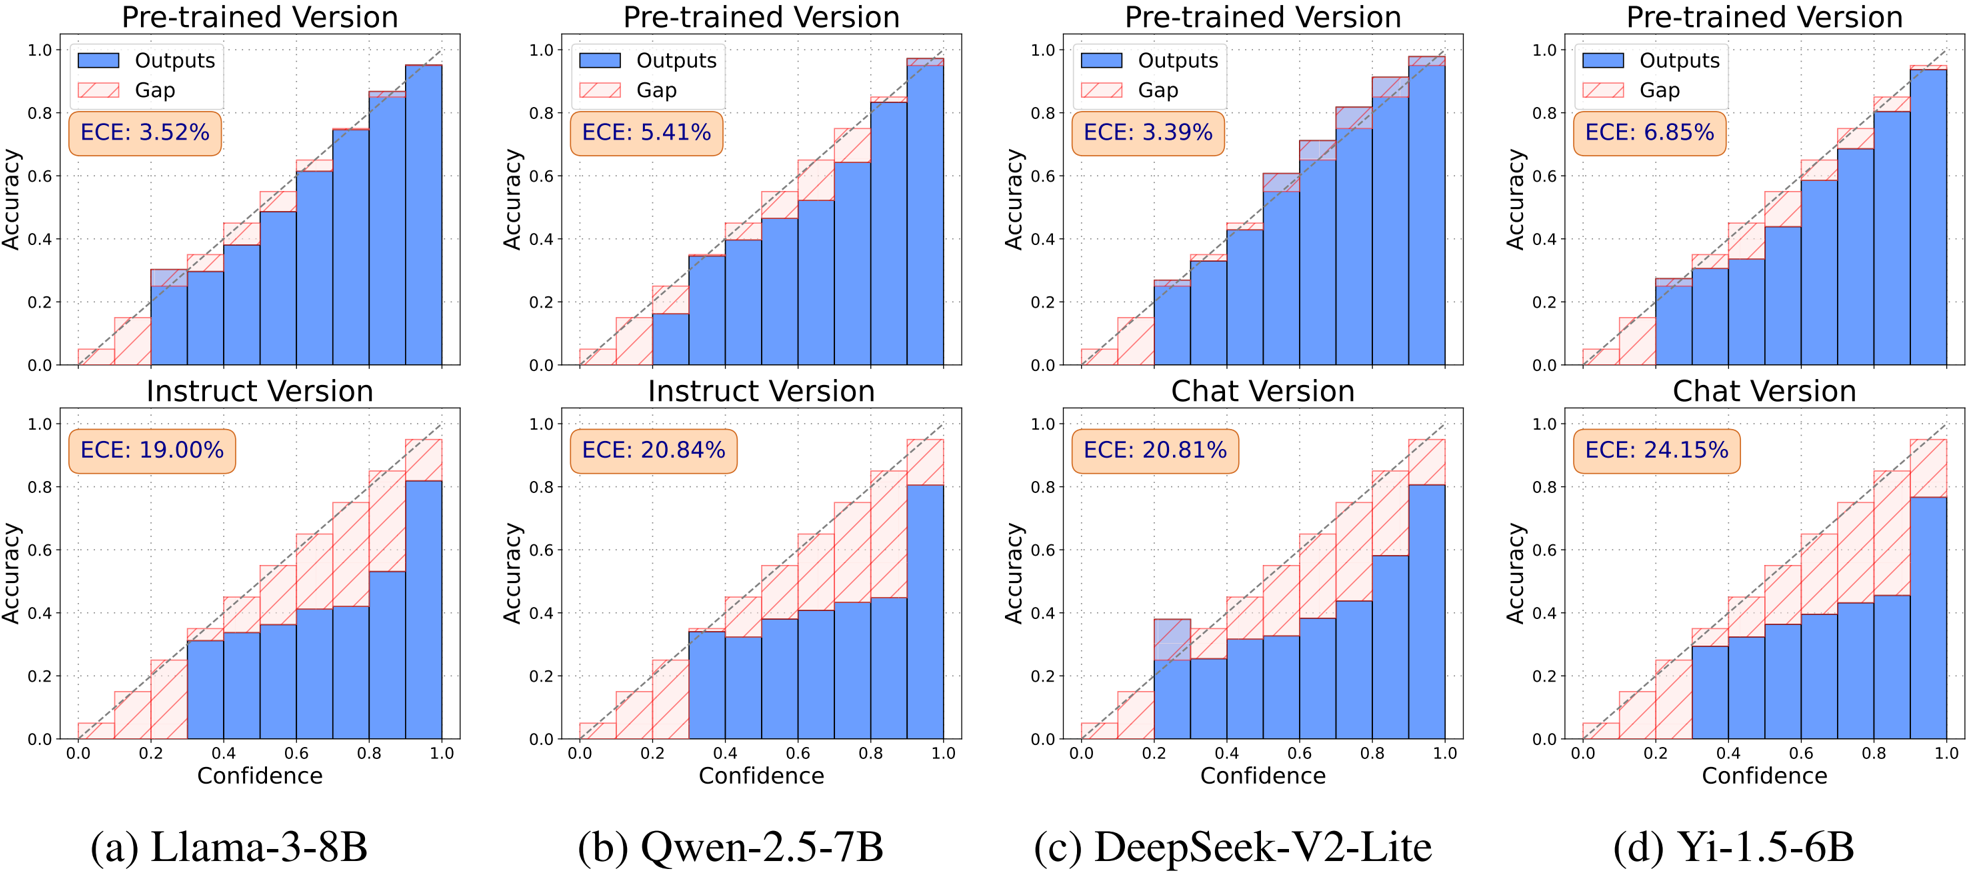 Pre-trained Version
1.0
0.8
0.6
0.4
0.2
0.0
Accuracy
Outputs
Gap
ECE: 3.52%
Pre-trained Version
1.0
0.8
0.6
0.4
0.2
0.0
Accuracy
Outputs
Gap
ECE: 5.41%
Pre-trained Version
1.0
0.8
0.6
0.4
0.2
0.0
Accuracy
Outputs
Gap
ECE: 3.39%
Pre-trained Version
1.0
0.8
0.6
0.4
0.2
0.0
Accuracy
Outputs
Gap
ECE: 6.85%
Instruct Version
1.0
0.8
0.6
0.4
0.2
0.0
Accuracy
ECE: 19.00%
0.0 0.2 0.4 0.6 0.8 1.0
Confidence
Instruct Version
1.0
0.8
0.6
0.4
0.2
0.0
Accuracy
ECE: 20.84%
0.0 0.2 0.4 0.6 0.8 1.0
Confidence
Chat Version
1.0
0.8
0.6
0.4
0.2
0.0
Accuracy
ECE: 20.81%
0.0 0.2 0.4 0.6 0.8 1.0
Confidence
Chat Version
1.0
0.8
0.6
0.4
0.2
0.0
Accuracy
ECE: 24.15%
0.0 0.2 0.4 0.6 0.8 1.0
Confidence
(a) Llama-3-8B
(b) Qwen-2.5-7B
(c) DeepSeek-V2-Lite
(d) Yi-1.5-6B